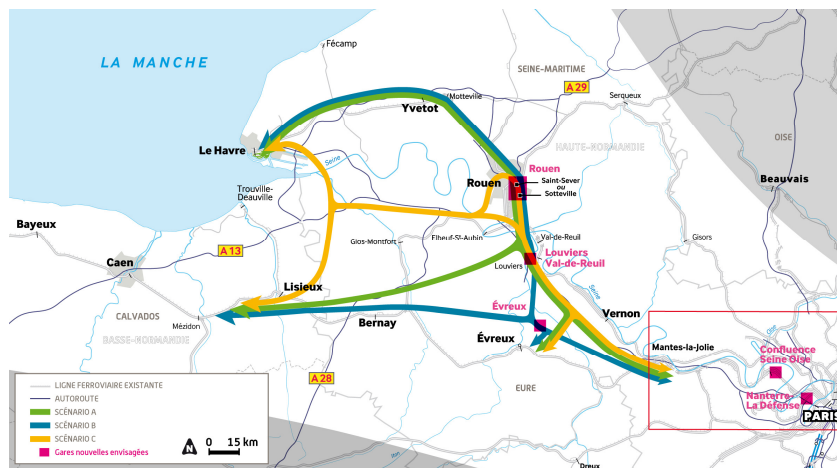 LA MANCHE
Fécamp
SEINE-MARITIME
A 29
Motteville
Yvetot
Serqueux
OISE
Le Havre
Seine
HAUTE-NORMANDIE
Rouen
Rouen
Saint-Sever
ou
Sotteville
Beauvais
Trouville-
Deauville
Bayeux
A 13
Glos-Montfort
Elbeuf-St-Aubin
Val-de-Reuil
Gisors
Caen
Louviers
Louviers
Val-de-Reuil
Lisieux
Seine
CALVADOS
Mézidon
BASSE-NORMANDIE
Bernay
Évreux
Vernon
Oise
Évreux
Mantes-la-Jolie
Confluence
Seine Oise
A 28
EURE
Nanterre-
La Défense
PARIS
LIGNE FERROVIAIRE EXISTANTE
AUTOROUTE
SCÉNARIO A
SCÉNARIO B
SCÉNARIO C
Gares nouvelles envisagées
N
0 15 km
Dreux